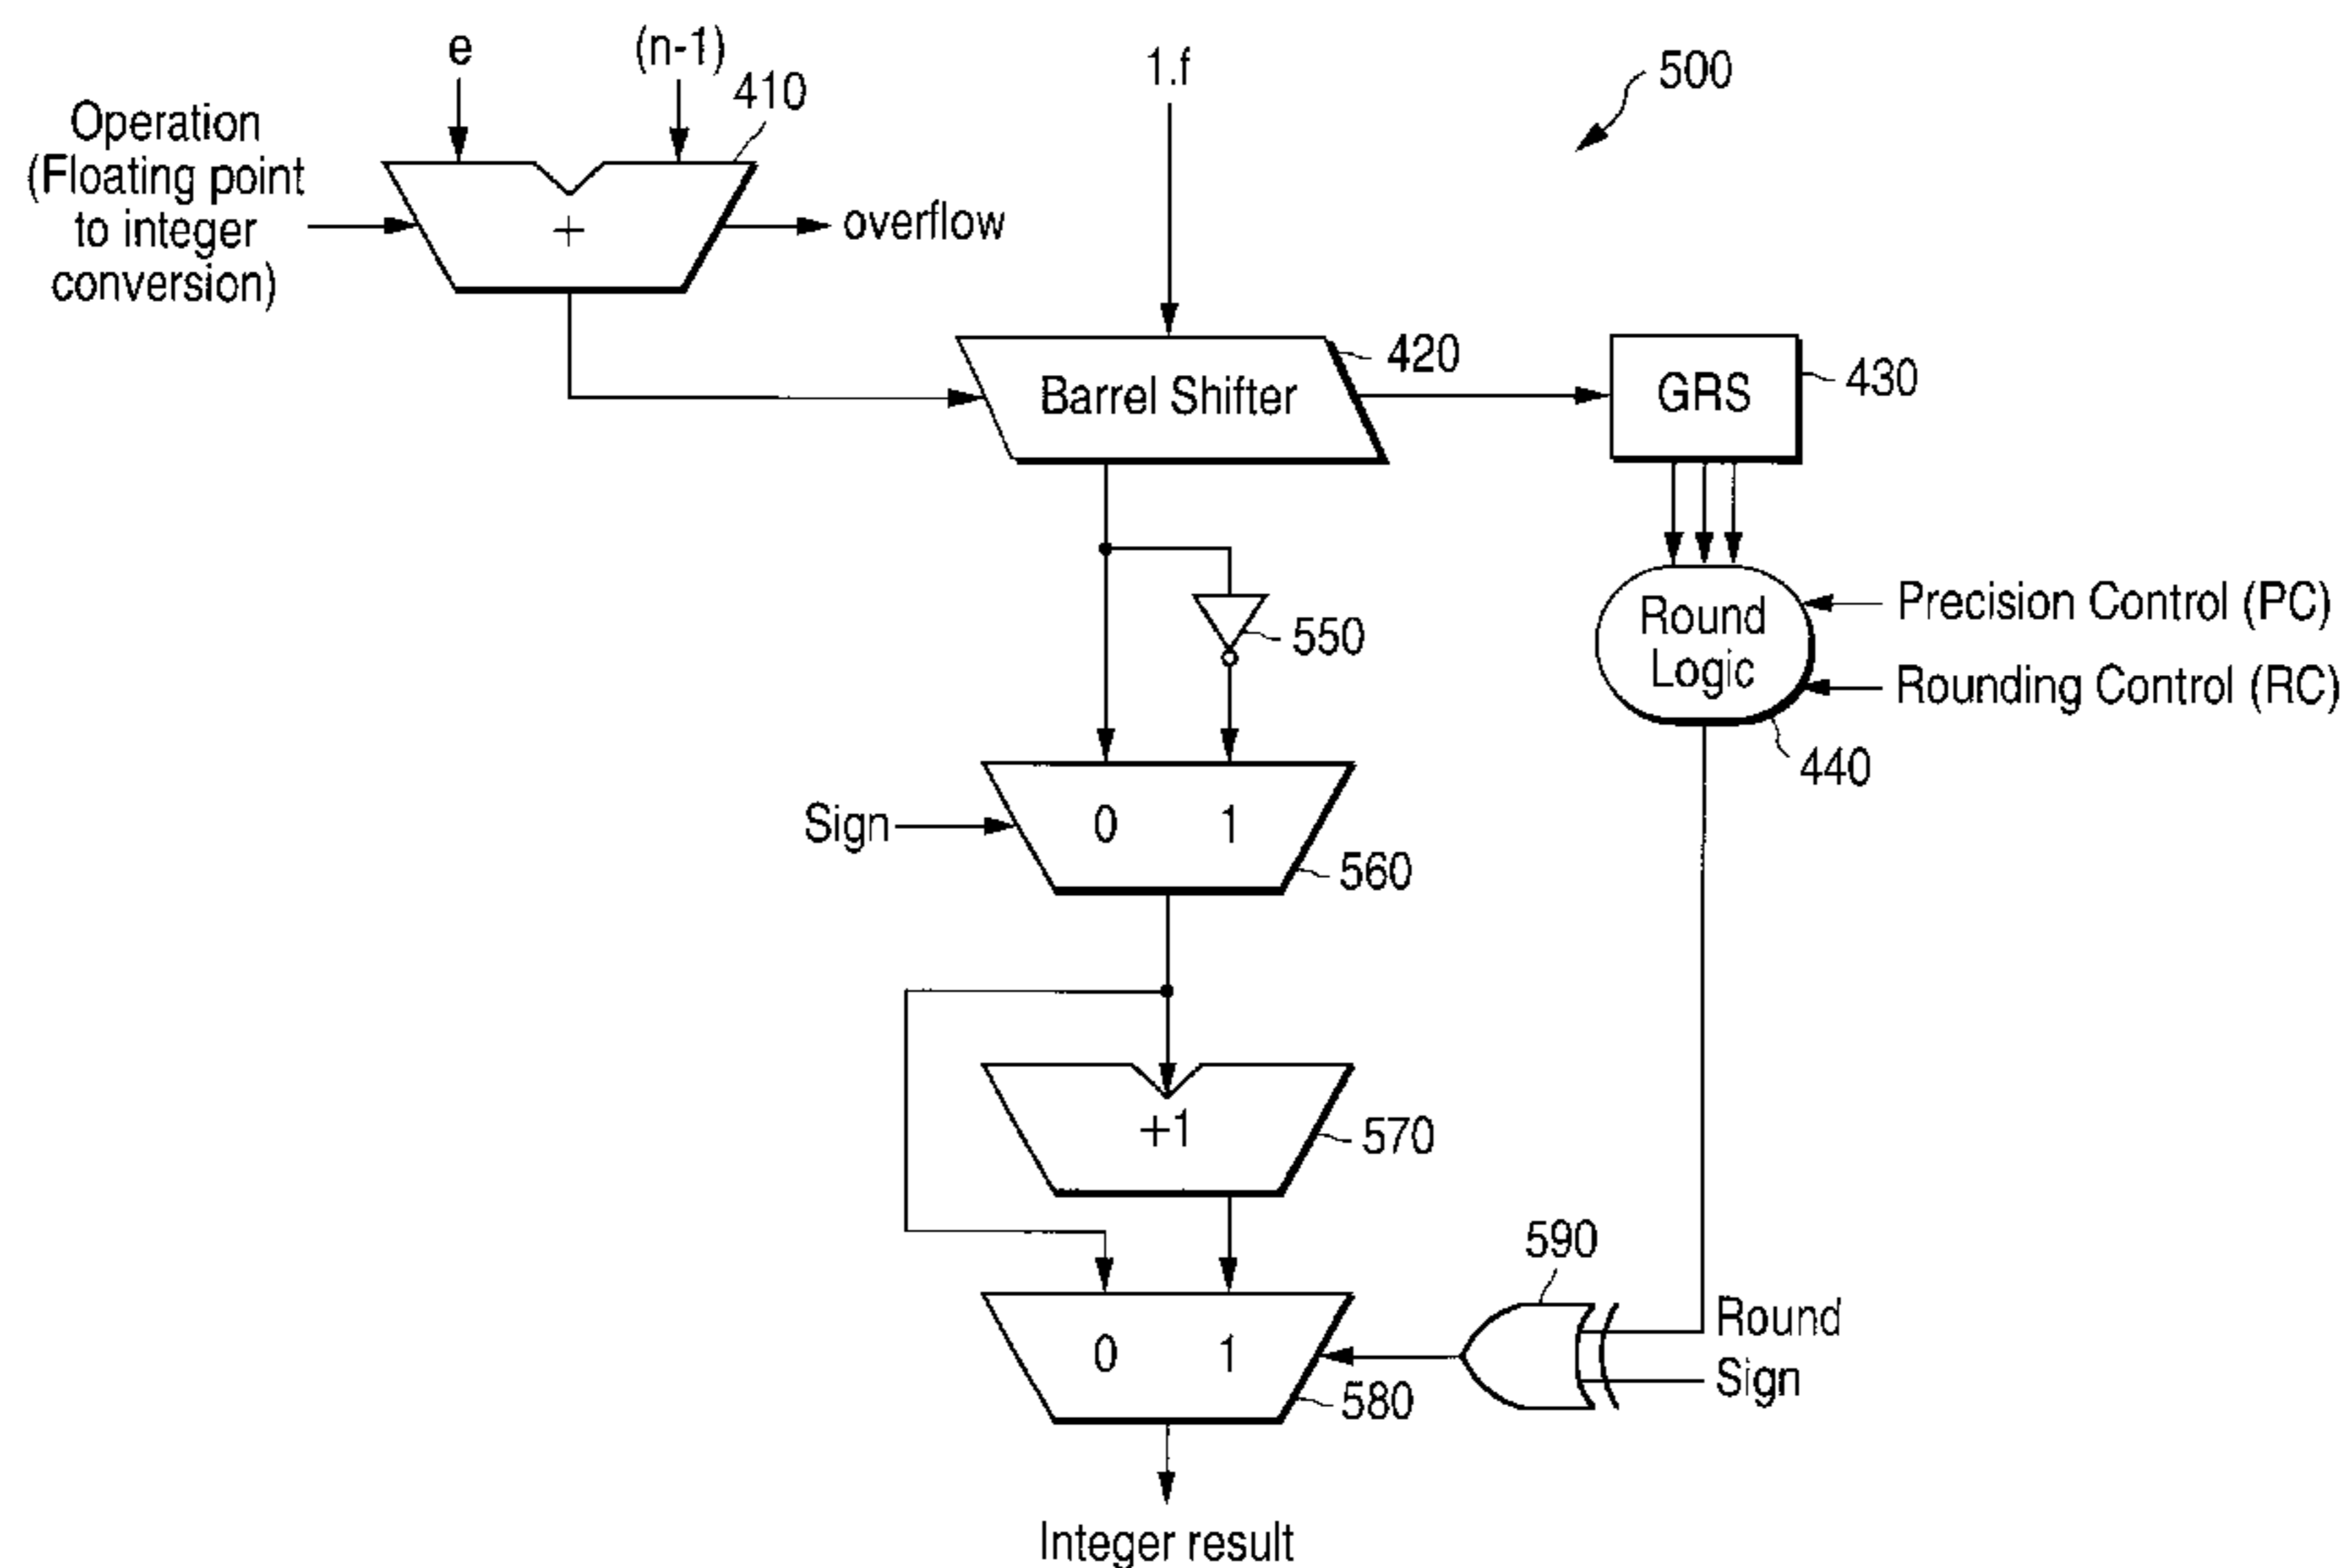 e
(n-1)
410
1.f
500
Operation
(Floating point
to integer
conversion)
+
overflow
Barrel Shifter
420
GRS
430
Round
Logic
Precision Control (PC)
Rounding Control (RC)
440
550
Sign
0 1
560
+1
570
590
Round
Sign
0 1
580
Integer result